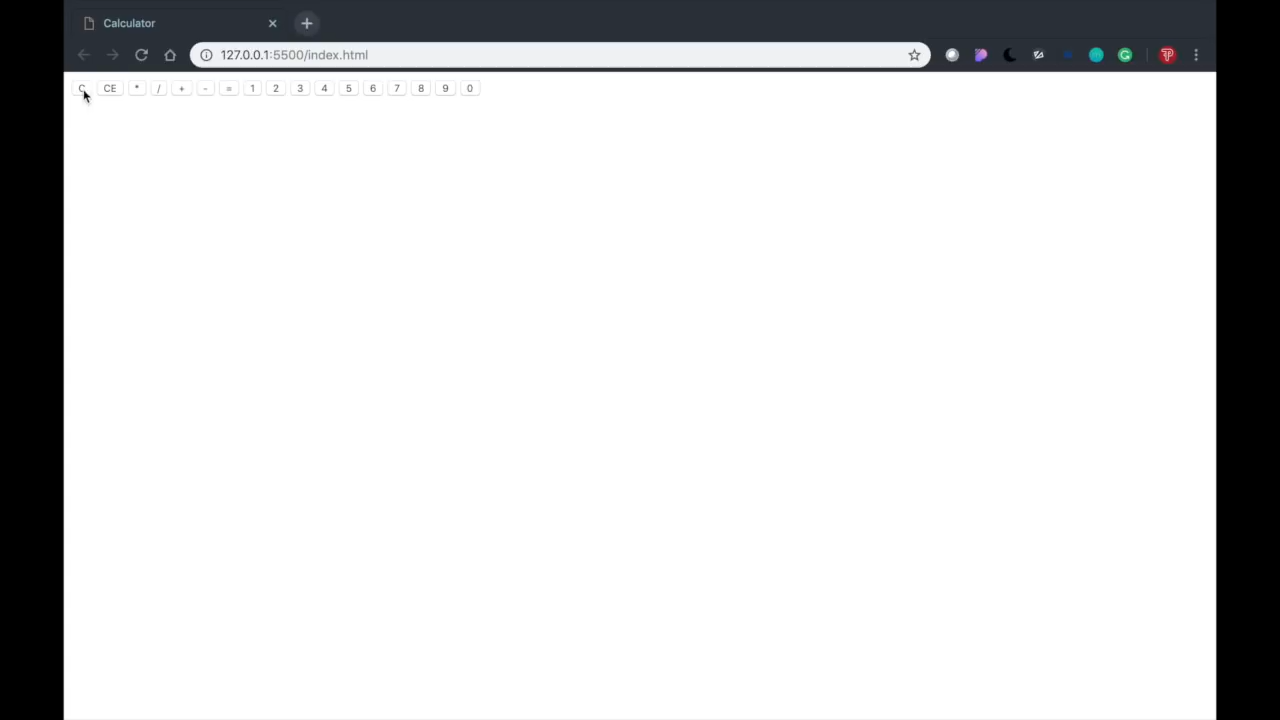 Calculator
127.0.0.1:5500/index.html
C CE * / + - = 1 2 3 4 5 6 7 8 9 0